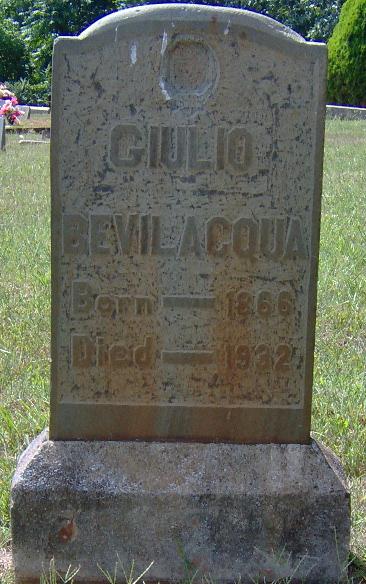 GIULIO
BEVILACQUA
Born — 1866
Died — 1932